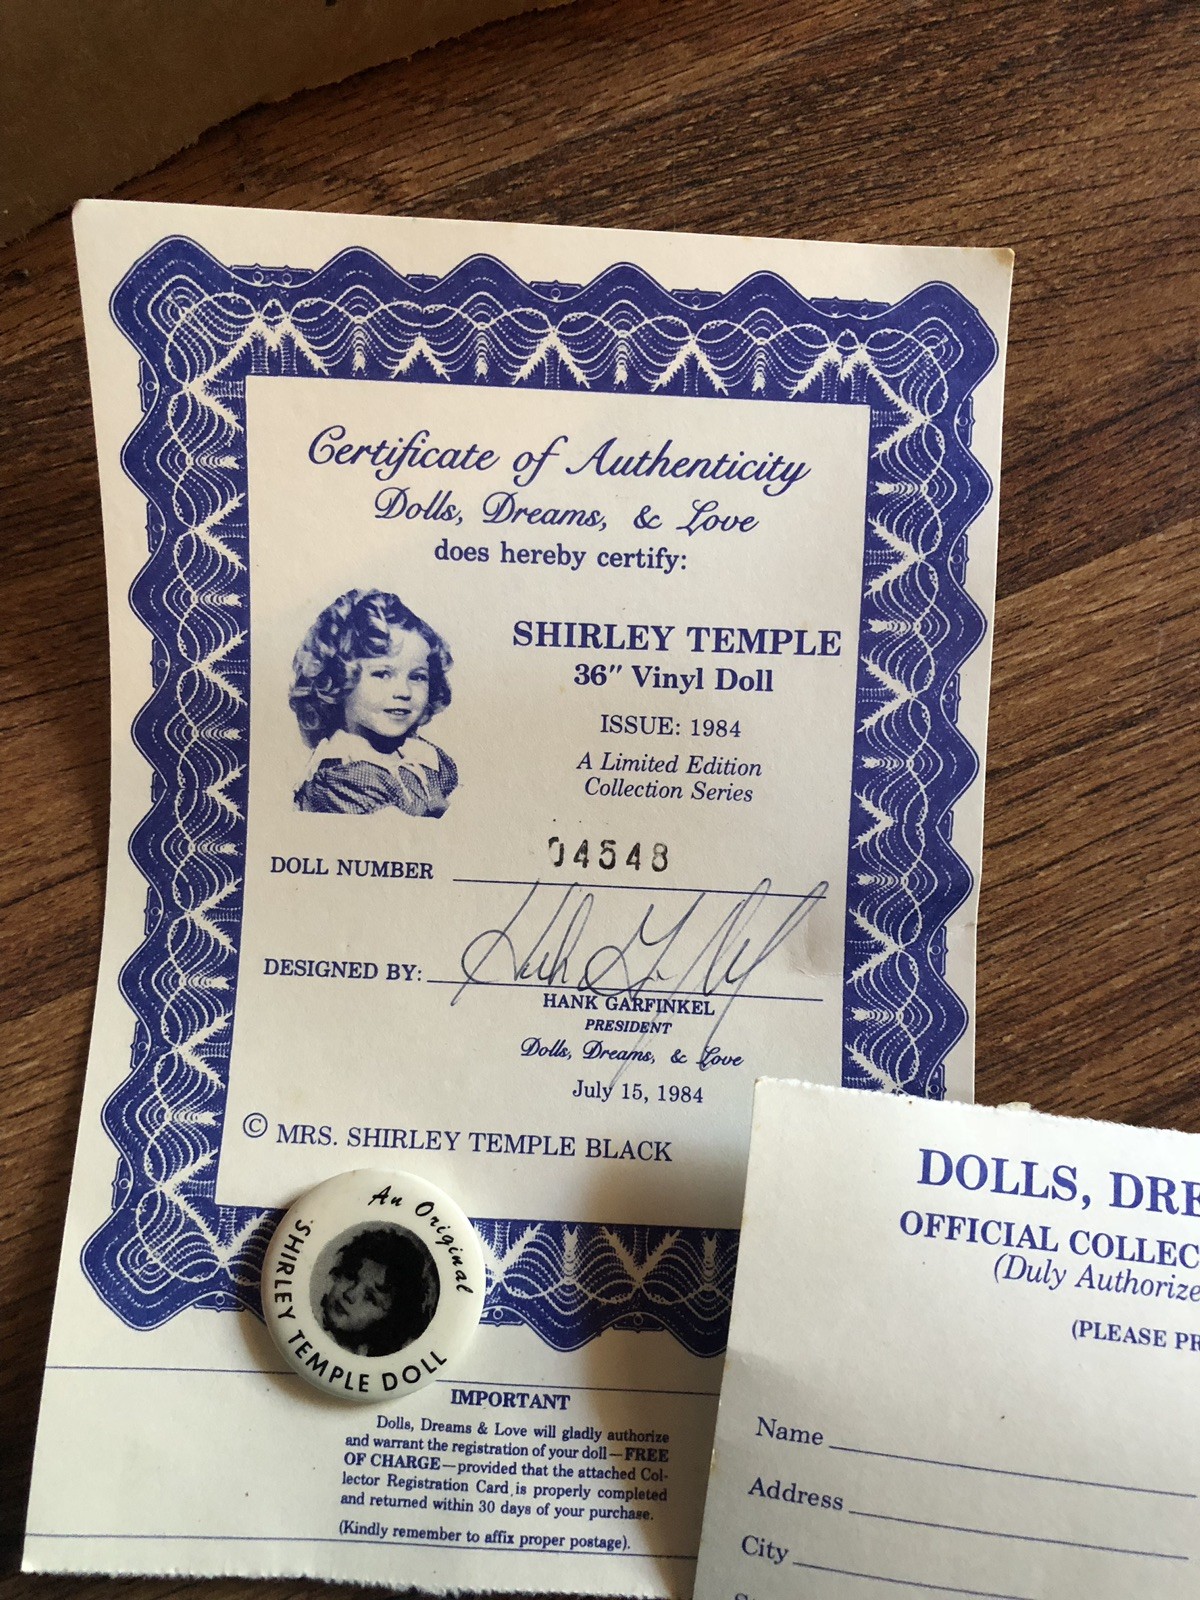 Certificate of Authenticity
Dolls, Dreams, & Love
does hereby certify:
SHIRLEY TEMPLE
36" Vinyl Doll
ISSUE: 1984
A Limited Edition
Collection Series
DOLL NUMBER 04548
DESIGNED BY:
HANK GARFINKEL
PRESIDENT
Dolls, Dreams, & Love
July 15, 1984
© MRS. SHIRLEY TEMPLE BLACK
An Original
SHIRLEY TEMPLE DOLL
IMPORTANT
Dolls, Dreams & Love will gladly authorize
and warrant the registration of your doll—FREE
OF CHARGE—provided that the attached Col-
lector Registration Card is properly completed
and returned within 30 days of your purchase.
(Kindly remember to affix proper postage).
DOLLS, DRE
OFFICIAL COLLEC
(Duly Authorize
(PLEASE PR
Name
Address
City